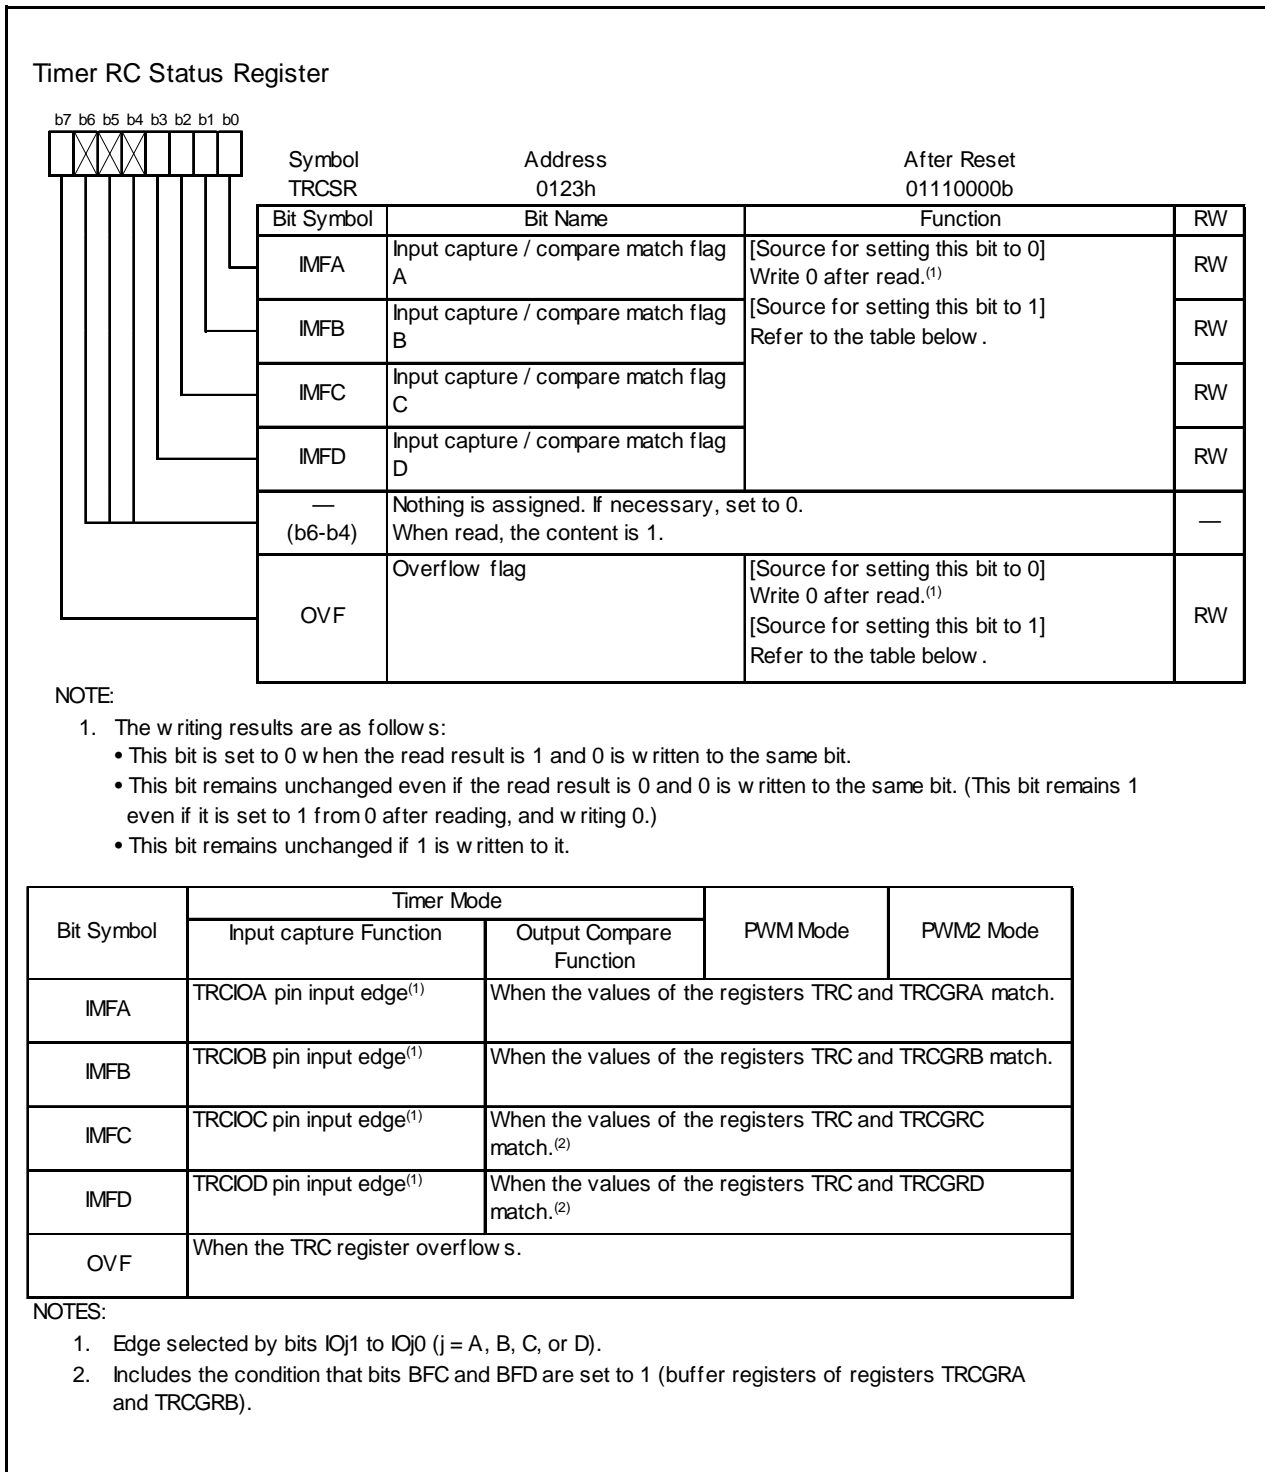 Timer RC Status Register
b7 b6 b5 b4 b3 b2 b1 b0
Symbol Address After Reset
TRCSR 0123h 01110000b
Bit Symbol Bit Name Function RW
IMFA Input capture / compare match flag A [Source for setting this bit to 0] RW
Write 0 after read.(1)
[Source for setting this bit to 1]
Refer to the table below.
IMFB Input capture / compare match flag B RW
IMFC Input capture / compare match flag C RW
IMFD Input capture / compare match flag D RW
— (b6-b4) Nothing is assigned. If necessary, set to 0. —
When read, the content is 1.
OVF Overflow flag [Source for setting this bit to 0] RW
Write 0 after read.(1)
[Source for setting this bit to 1]
Refer to the table below.
NOTE:
1. The writing results are as follows:
• This bit is set to 0 when the read result is 1 and 0 is written to the same bit.
• This bit remains unchanged even if the read result is 0 and 0 is written to the same bit. (This bit remains 1
even if it is set to 1 from 0 after reading, and writing 0.)
• This bit remains unchanged if 1 is written to it.
Bit Symbol Timer Mode PWM Mode PWM2 Mode
Input capture Function Output Compare
Function
IMFA TRCIOA pin input edge(1) When the values of the registers TRC and TRCGRA match.
IMFB TRCIOB pin input edge(1) When the values of the registers TRC and TRCGRB match.
IMFC TRCIOC pin input edge(1) When the values of the registers TRC and TRCGRC
match.(2)
IMFD TRCIOD pin input edge(1) When the values of the registers TRC and TRCGRD
match.(2)
OVF When the TRC register overflows.
NOTES:
1. Edge selected by bits IOj1 to IOj0 (j = A, B, C, or D).
2. Includes the condition that bits BFC and BFD are set to 1 (buffer registers of registers TRCGRA
and TRCGRB).